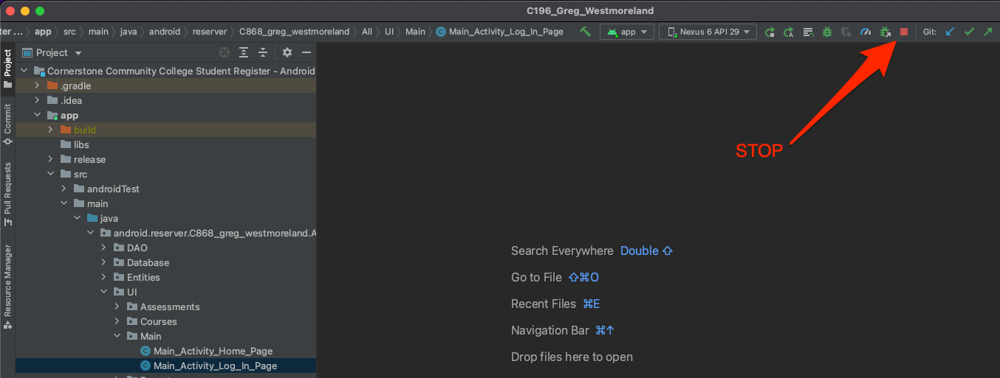 C196_Greg_Westmoreland
ter ... app src main java android reserver C868_greg_westmoreland All UI Main Main_Activity_Log_In_Page app Nexus 6 API 29 Git:
Project
Project
Cornerstone Community College Student Register – Android
.gradle
.idea
app
build
libs
release
src
androidTest
main
java
android.reserver.C868_greg_westmoreland.A
DAO
Database
Entities
UI
Assessments
Courses
Main
Main_Activity_Home_Page
Main_Activity_Log_In_Page
Commit
Pull Requests
Resource Manager
STOP
Search Everywhere Double ⇧
Go to File ⇧⌘O
Recent Files ⌘E
Navigation Bar ⌘↑
Drop files here to open